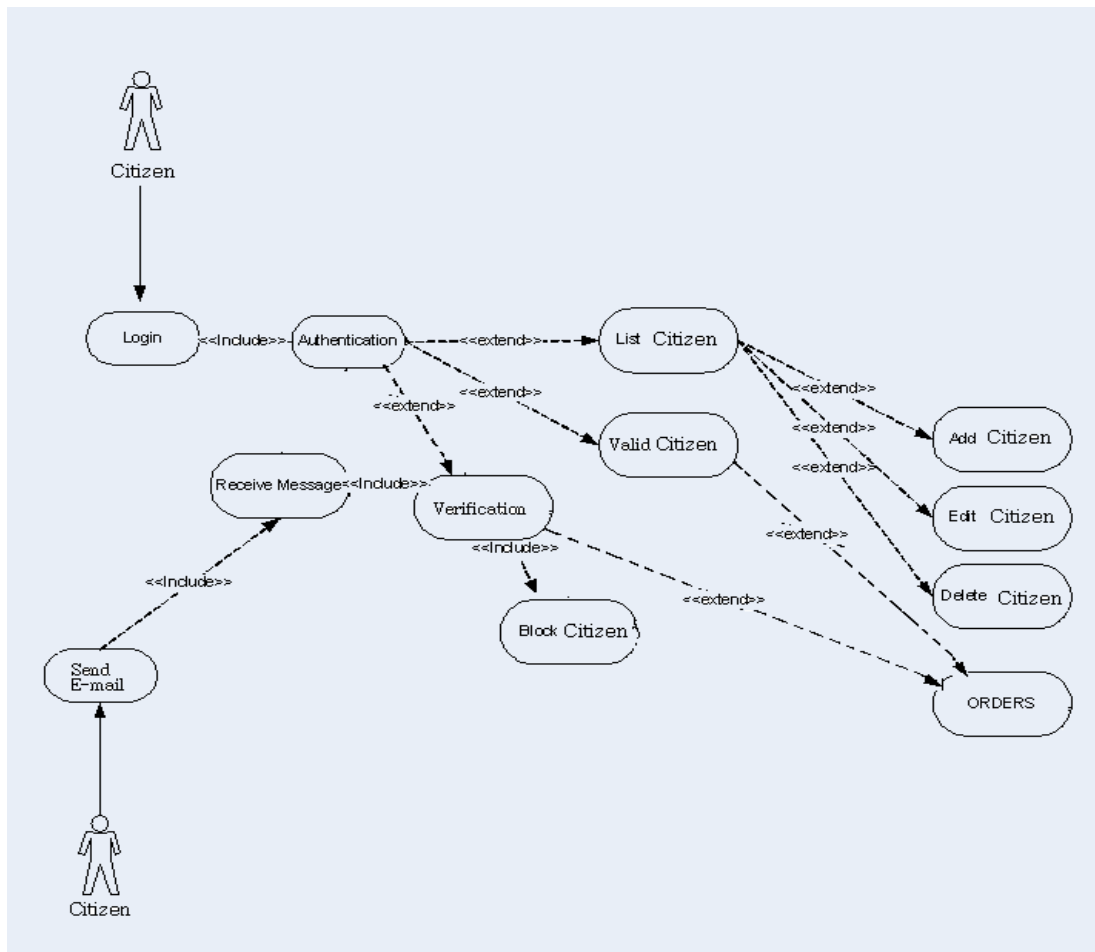 Citizen
Login
<<Include>>
Authentication
<<extend>>
List Citizen
<<extend>>
<<extend>>
<<extend>>
Add Citizen
Valid Citizen
<<extend>>
<<extend>>
Receive Message
<<Include>>
Verification
Edit Citizen
<<extend>>
<<Include>>
<<Include>>
<<extend>>
Delete Citizen
Block Citizen
Send
E-mail
ORDERS
Citizen